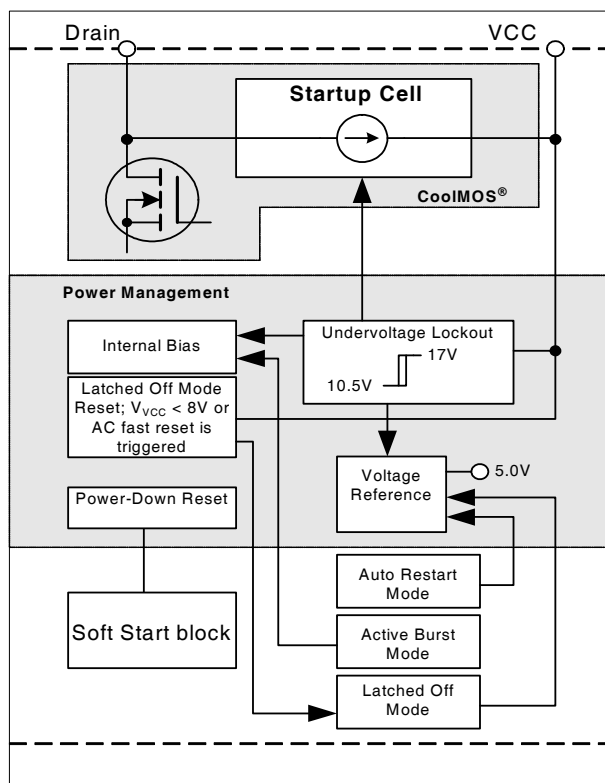 Drain
VCC
Startup Cell
CoolMOS®
Power Management
Internal Bias
Undervoltage Lockout
17V
10.5V
Latched Off Mode
Reset; VVCC < 8V or
AC fast reset is
triggered
Voltage
Reference
5.0V
Power-Down Reset
Auto Restart
Mode
Soft Start block
Active Burst
Mode
Latched Off
Mode